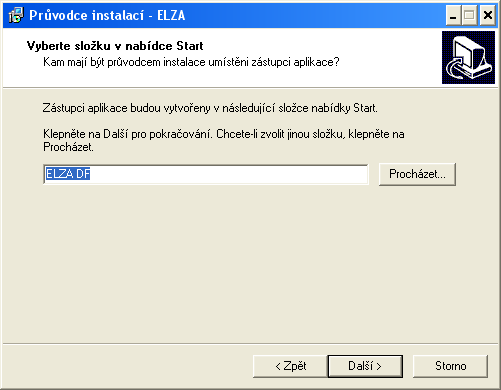 Průvodce instalací - ELZA
Vyberte složku v nabídce Start
Kam mají být průvodcem instalace umístěni zástupci aplikace?
Zástupci aplikace budou vytvořeny v následující složce nabídky Start.
Klepněte na Další pro pokračování. Chcete-li zvolit jinou složku, klepněte na
Procházet.
ELZA DF
Procházet...
< Zpět
Další >
Storno